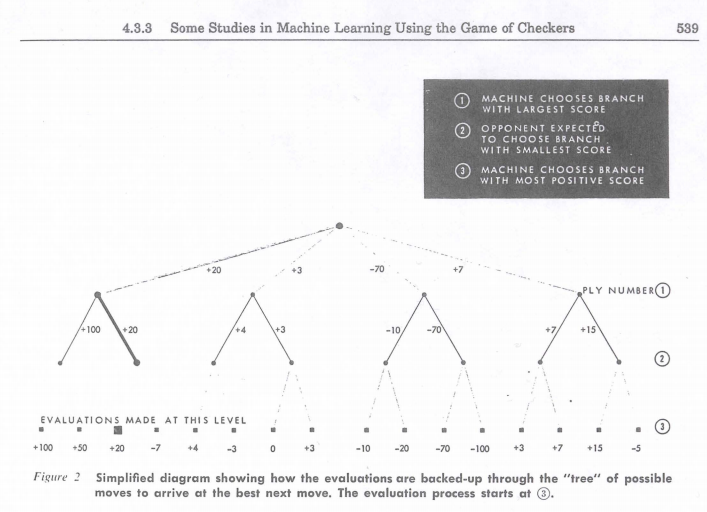 4.3.3 Some Studies in Machine Learning Using the Game of Checkers 539
① MACHINE CHOOSES BRANCH
WITH LARGEST SCORE
② OPPONENT EXPECTED
TO CHOOSE BRANCH
WITH SMALLEST SCORE
③ MACHINE CHOOSES BRANCH
WITH MOST POSITIVE SCORE
+20 +3 -70 +7
PLY NUMBER ①
+100 +20 +4 +3 -10 -70 +7 +15
②
EVALUATIONS MADE AT THIS LEVEL
③
+100 +50 +20 -7 +4 -3 0 +3 -10 -20 -70 -100 +3 +7 +15 -5
Figure 2 Simplified diagram showing how the evaluations are backed-up through the "tree" of possible
moves to arrive at the best next move. The evaluation process starts at ③.